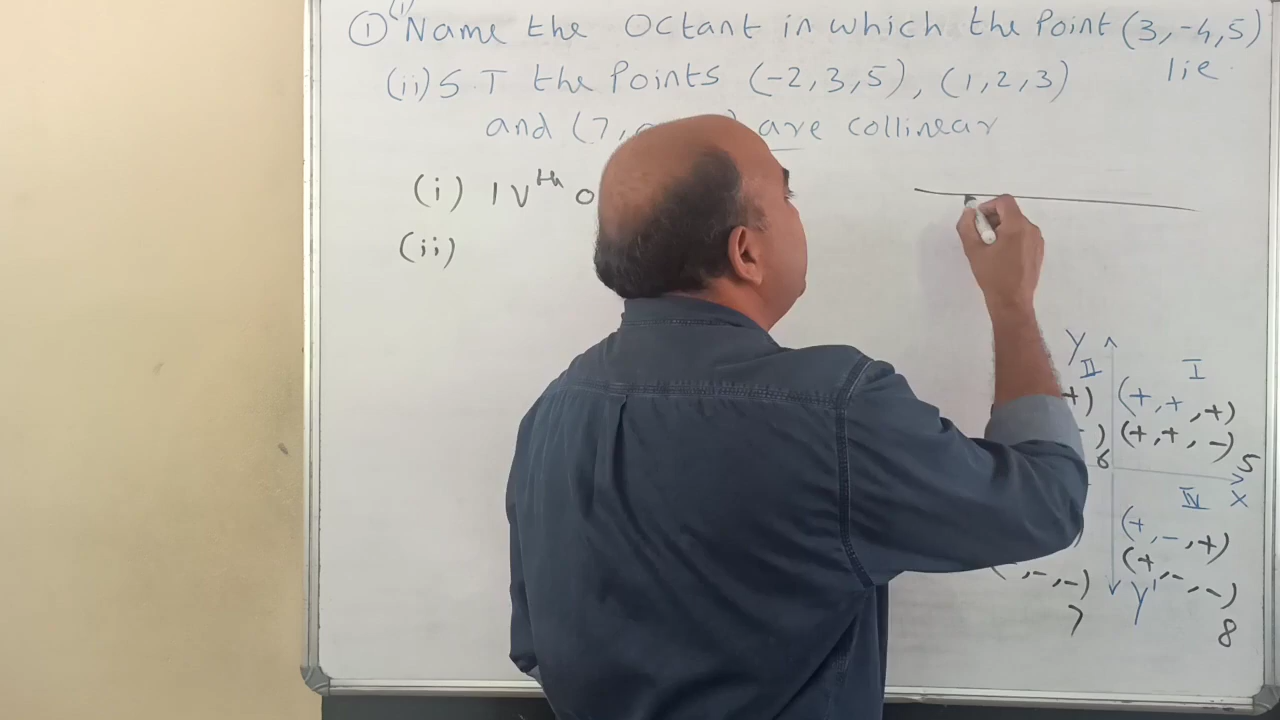 ① (i) Name the Octant in which the Point (3,-4,5) lie.
(ii) S.T the Points (-2,3,5), (1,2,3)
and (7, are collinear
(i) IVth
(ii)
Y
II I
+) (+,+,+)
) (+,+,-)
6 5
X
IV
(+,-,+)
,-,-) (+,-,-)
Y'
7 8